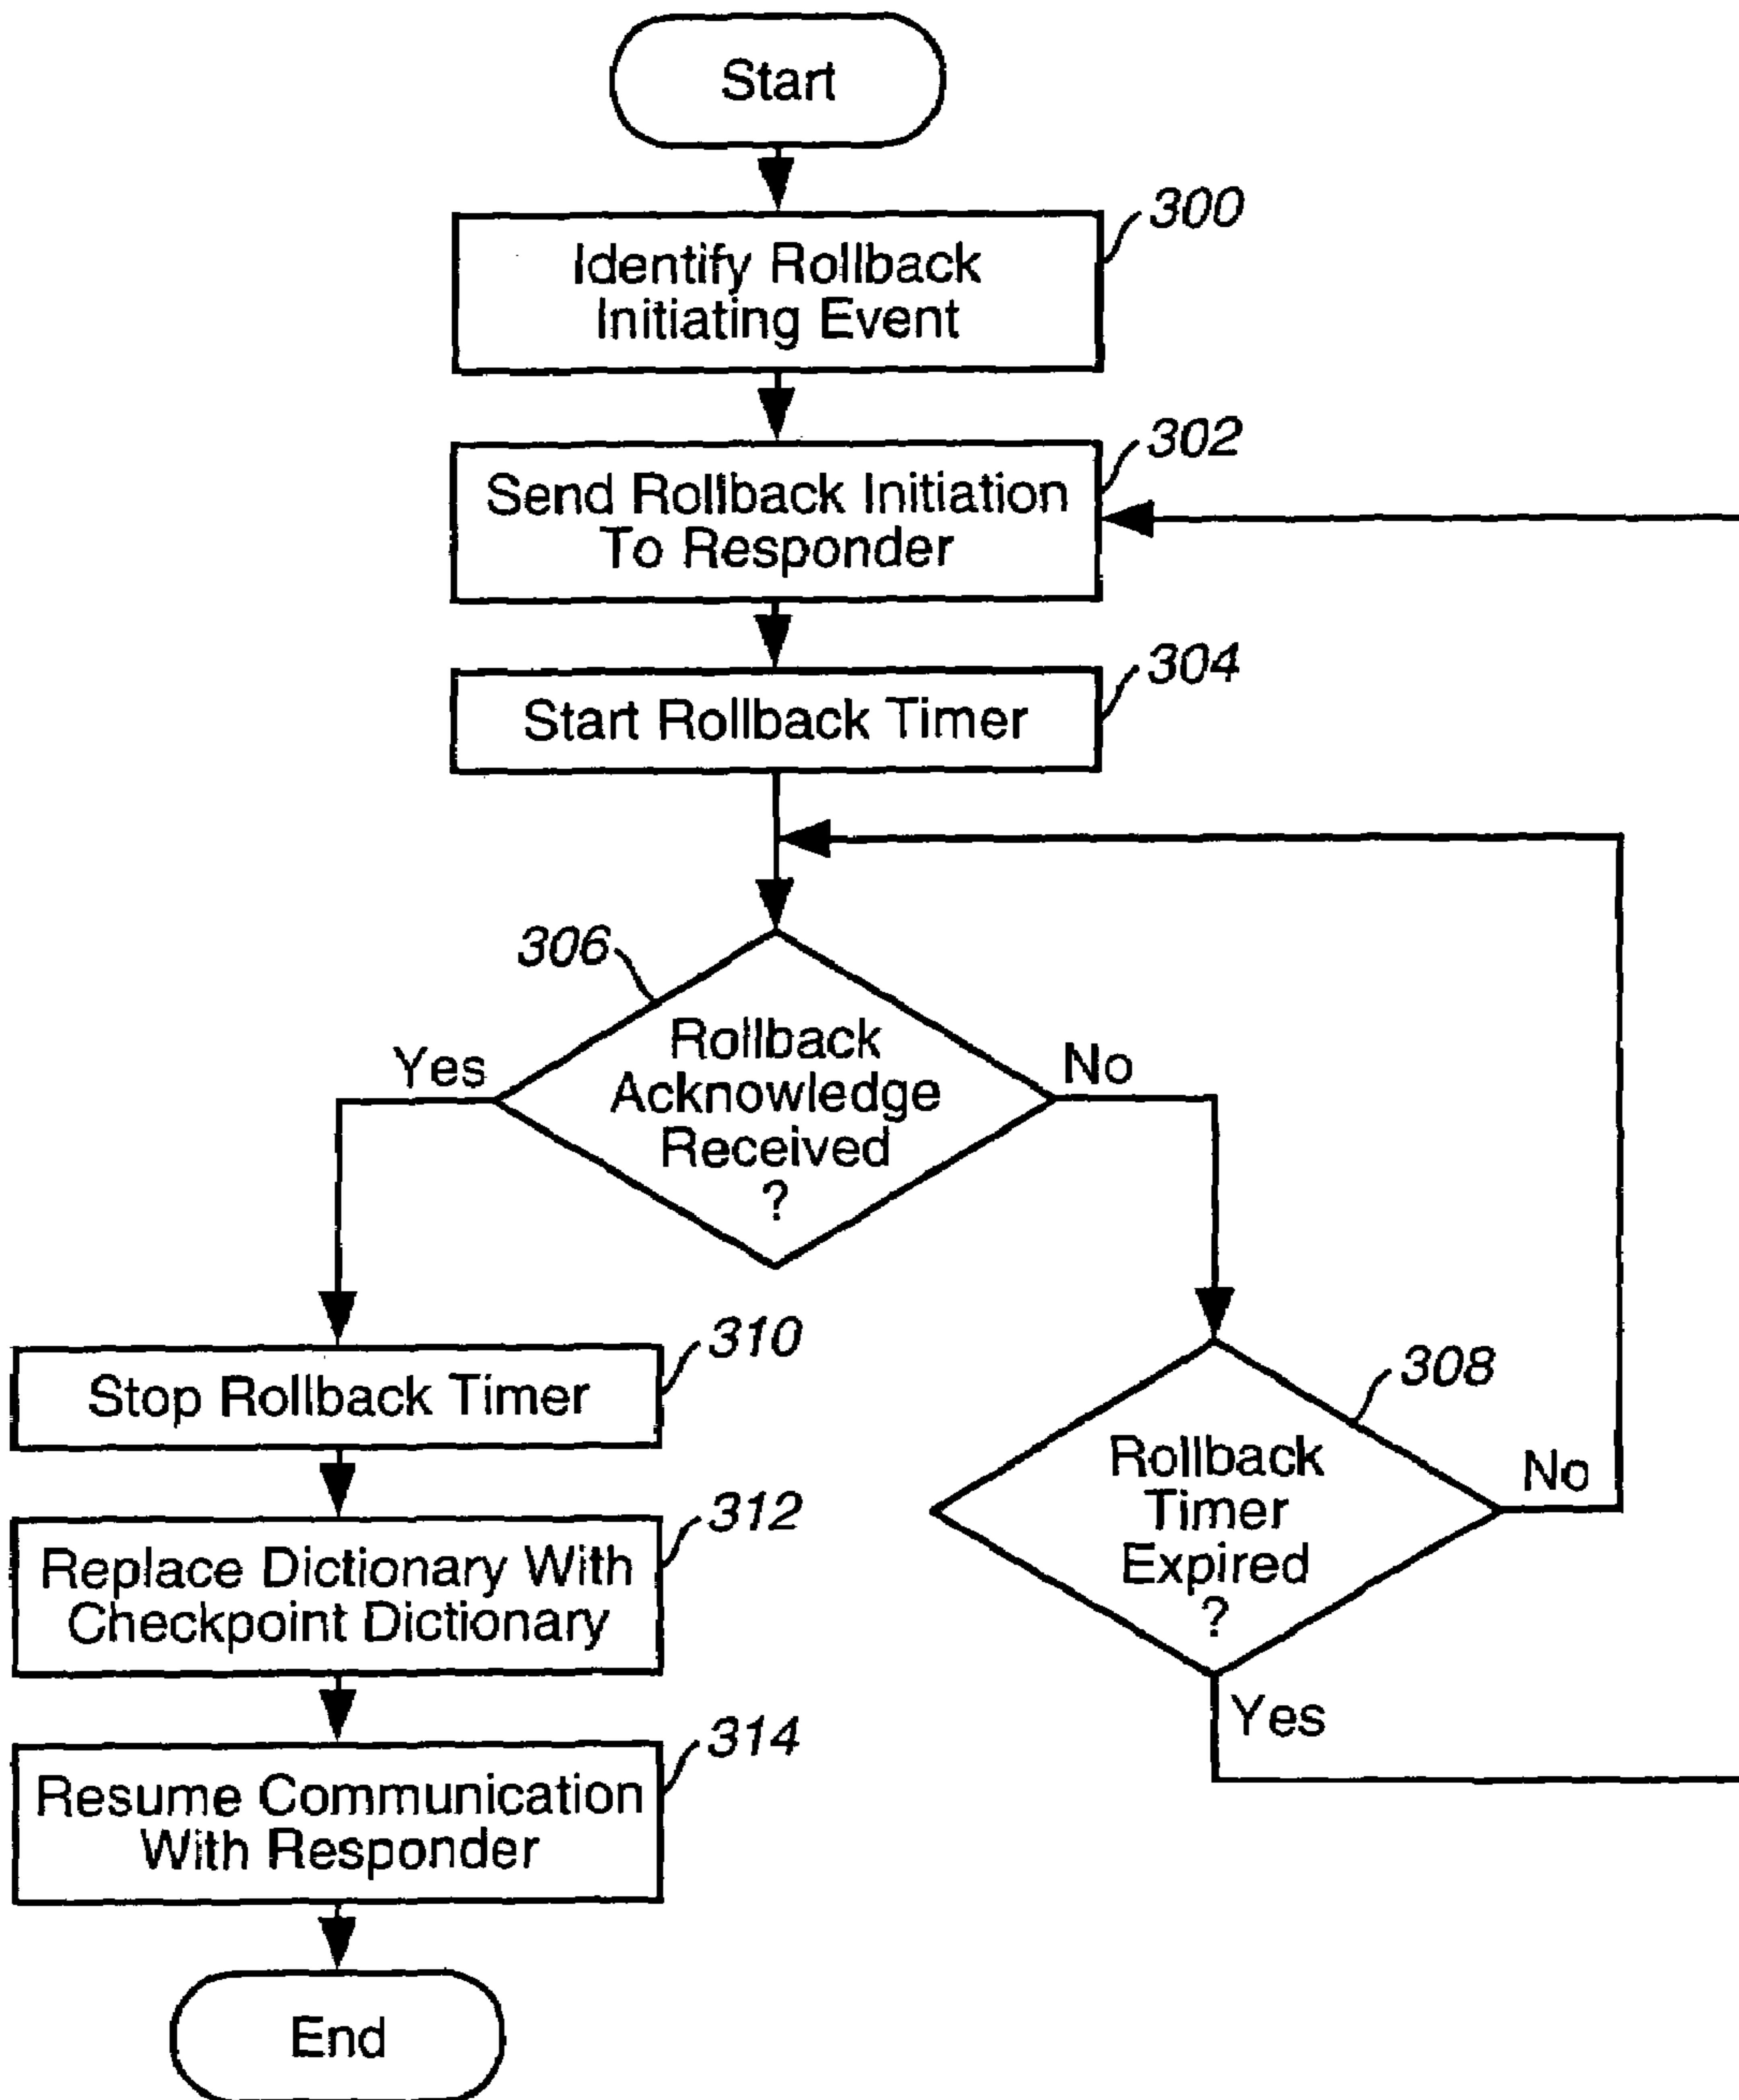 Start
300
Identify Rollback
Initiating Event
302
Send Rollback Initiation
To Responder
304
Start Rollback Timer
306
Rollback
Acknowledge
Received
?
Yes
No
310
Stop Rollback Timer
308
Rollback
Timer
Expired
?
No
Yes
312
Replace Dictionary With
Checkpoint Dictionary
314
Resume Communication
With Responder
End